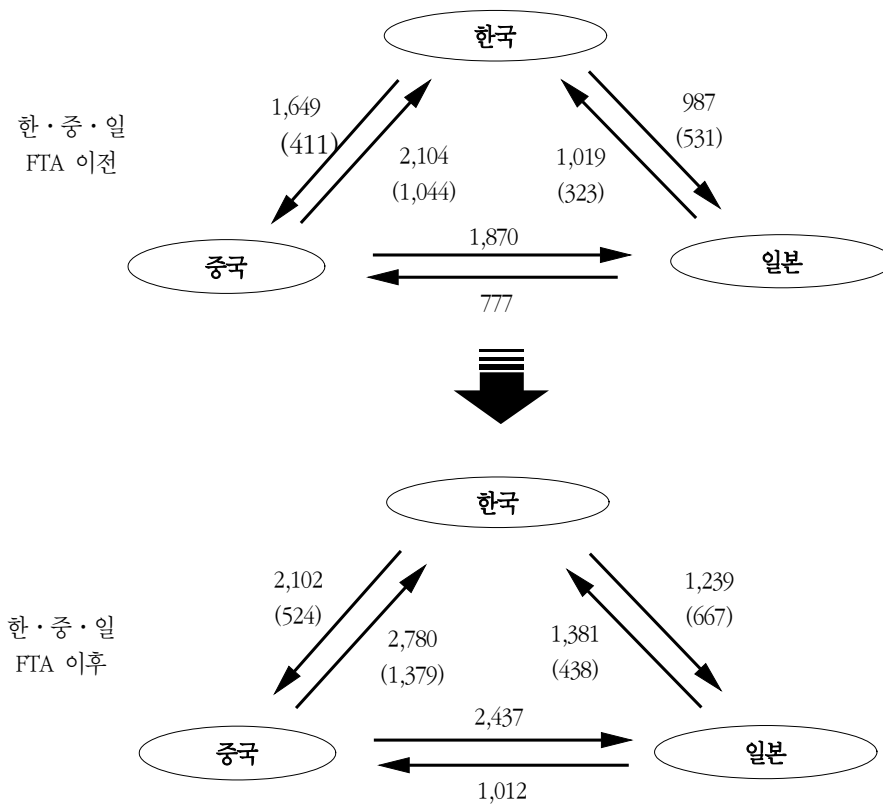 한국
1,649
(411)
987
(531)
한·중·일
FTA 이전
2,104
(1,044)
1,019
(323)
중국
1,870
일본
777
한국
2,102
(524)
1,239
(667)
한·중·일
FTA 이후
2,780
(1,379)
1,381
(438)
2,437
중국
일본
1,012